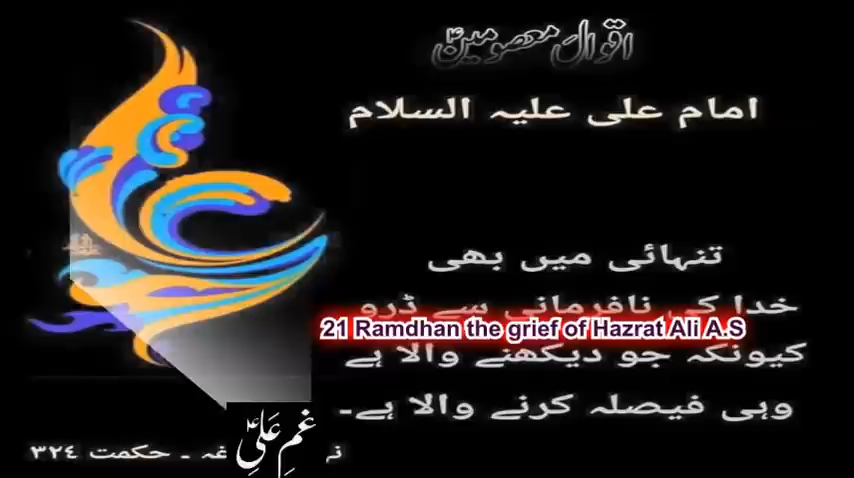 اقوالِ معصومینؑ
امام علی علیہ السلام
تنہائی میں بھی
خدا کی نافرمانی سے ڈرو
21 Ramdhan the grief of Hazrat Ali A.S
کیونکہ جو دیکھنے والا ہے
وہی فیصلہ کرنے والا ہے۔
غمِ عَلیِؑ
حکمت ۳۲۴